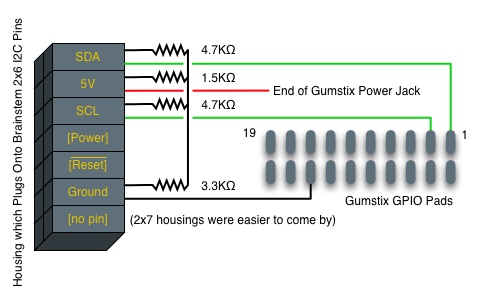 Housing which Plugs Onto Brainstem 2x6 I2C Pins
SDA
4.7KΩ
5V
1.5KΩ
End of Gumstix Power Jack
SCL
4.7KΩ
[Power]
19
1
[Reset]
Ground
3.3KΩ
Gumstix GPIO Pads
[no pin]
(2x7 housings were easier to come by)